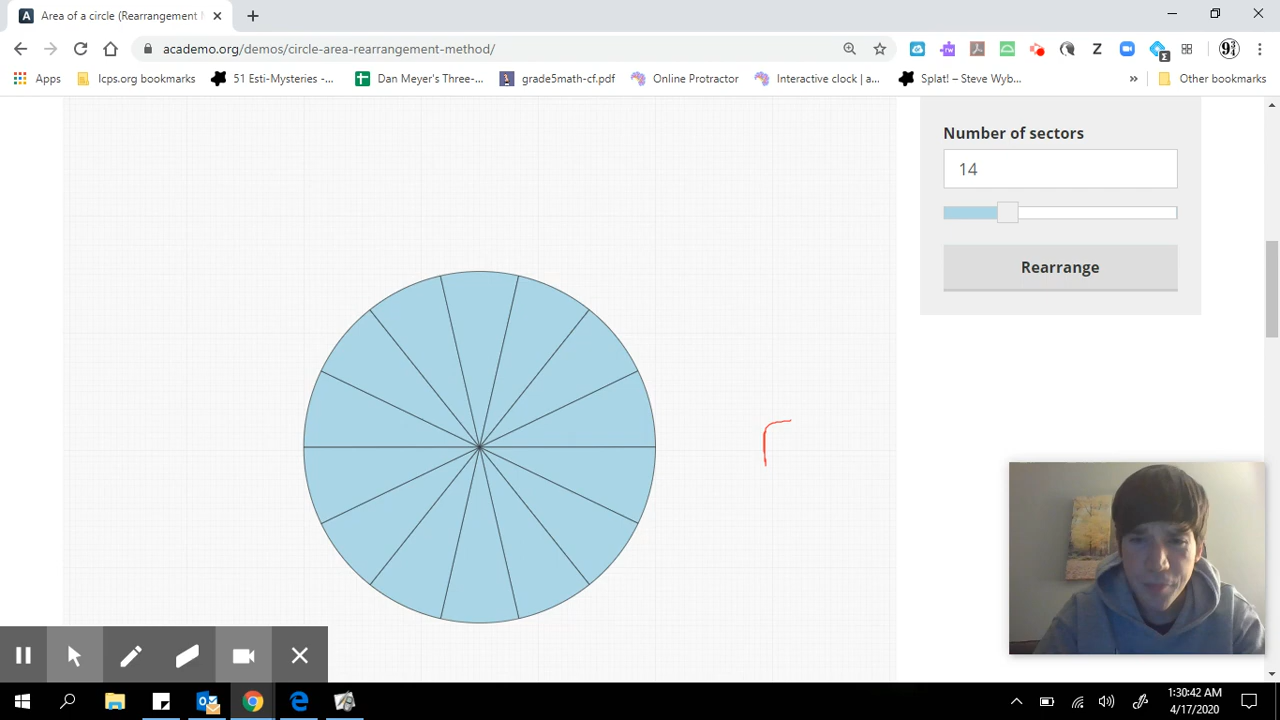 Area of a circle (Rearrangement M
academo.org/demos/circle-area-rearrangement-method/
Apps
lcps.org bookmarks
51 Esti-Mysteries -...
Dan Meyer's Three-...
grade5math-cf.pdf
Online Protractor
Interactive clock | a...
Splat! – Steve Wyb...
»
Other bookmarks
Number of sectors
14
Rearrange
r
1:30:42 AM
4/17/2020